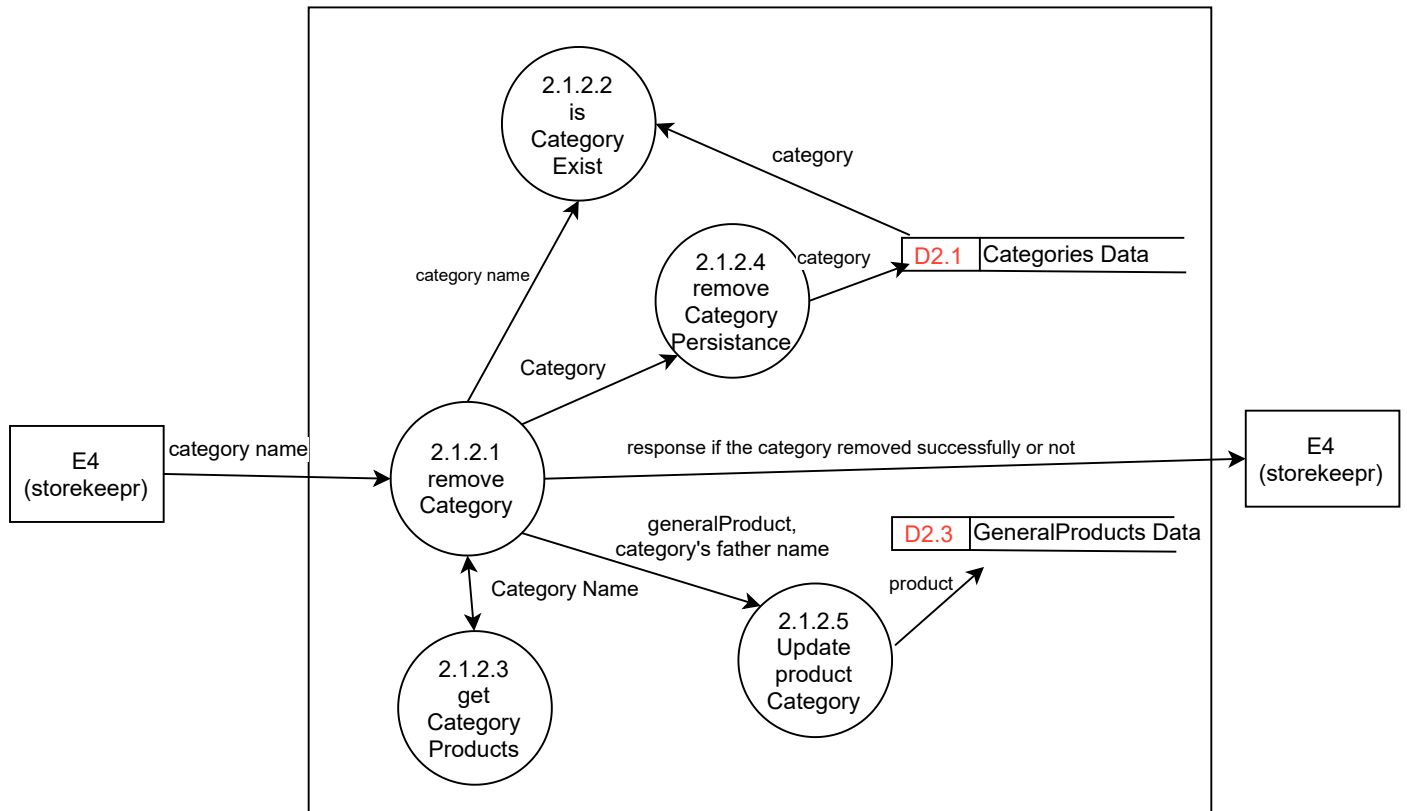 2.1.2.2
is
Category
Exist
category
category name
2.1.2.4
remove
Category
Persistance
category
D2.1
Categories Data
Category
E4
(storekeepr)
category name
2.1.2.1
remove
Category
response if the category removed successfully or not
E4
(storekeepr)
generalProduct,
category's father name
D2.3
GeneralProducts Data
Category Name
product
2.1.2.3
get
Category
Products
2.1.2.5
Update
product
Category